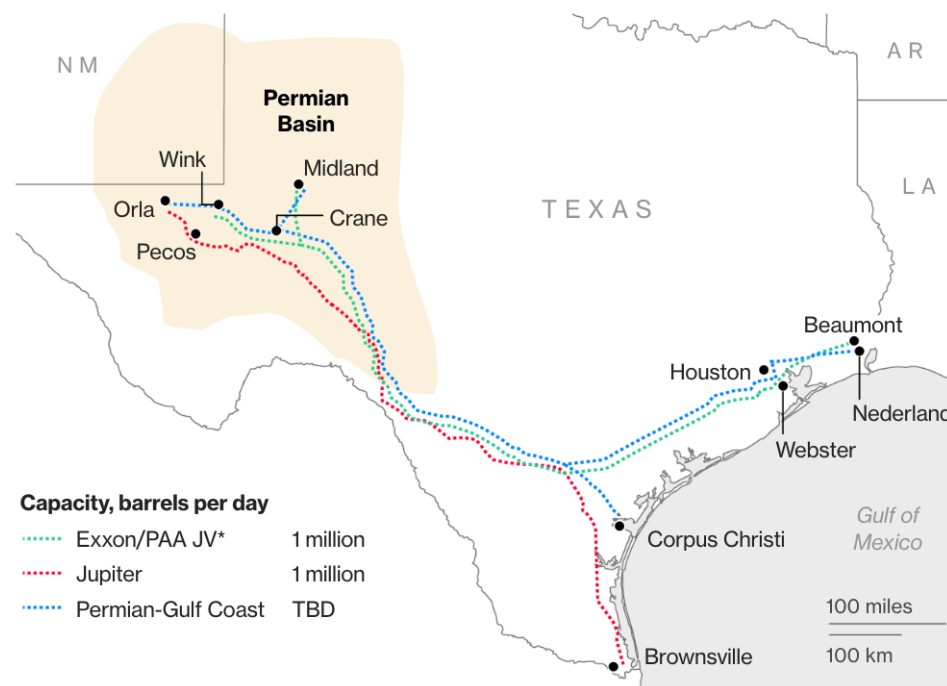 NM
AR
Permian
Basin
Wink
Midland
LA
Orla
Crane
TEXAS
Pecos
Beaumont
Houston
Nederland
Webster
Capacity, barrels per day
Exxon/PAA JV* 1 million
Jupiter 1 million
Permian-Gulf Coast TBD
Corpus Christi
Gulf of
Mexico
100 miles
100 km
Brownsville